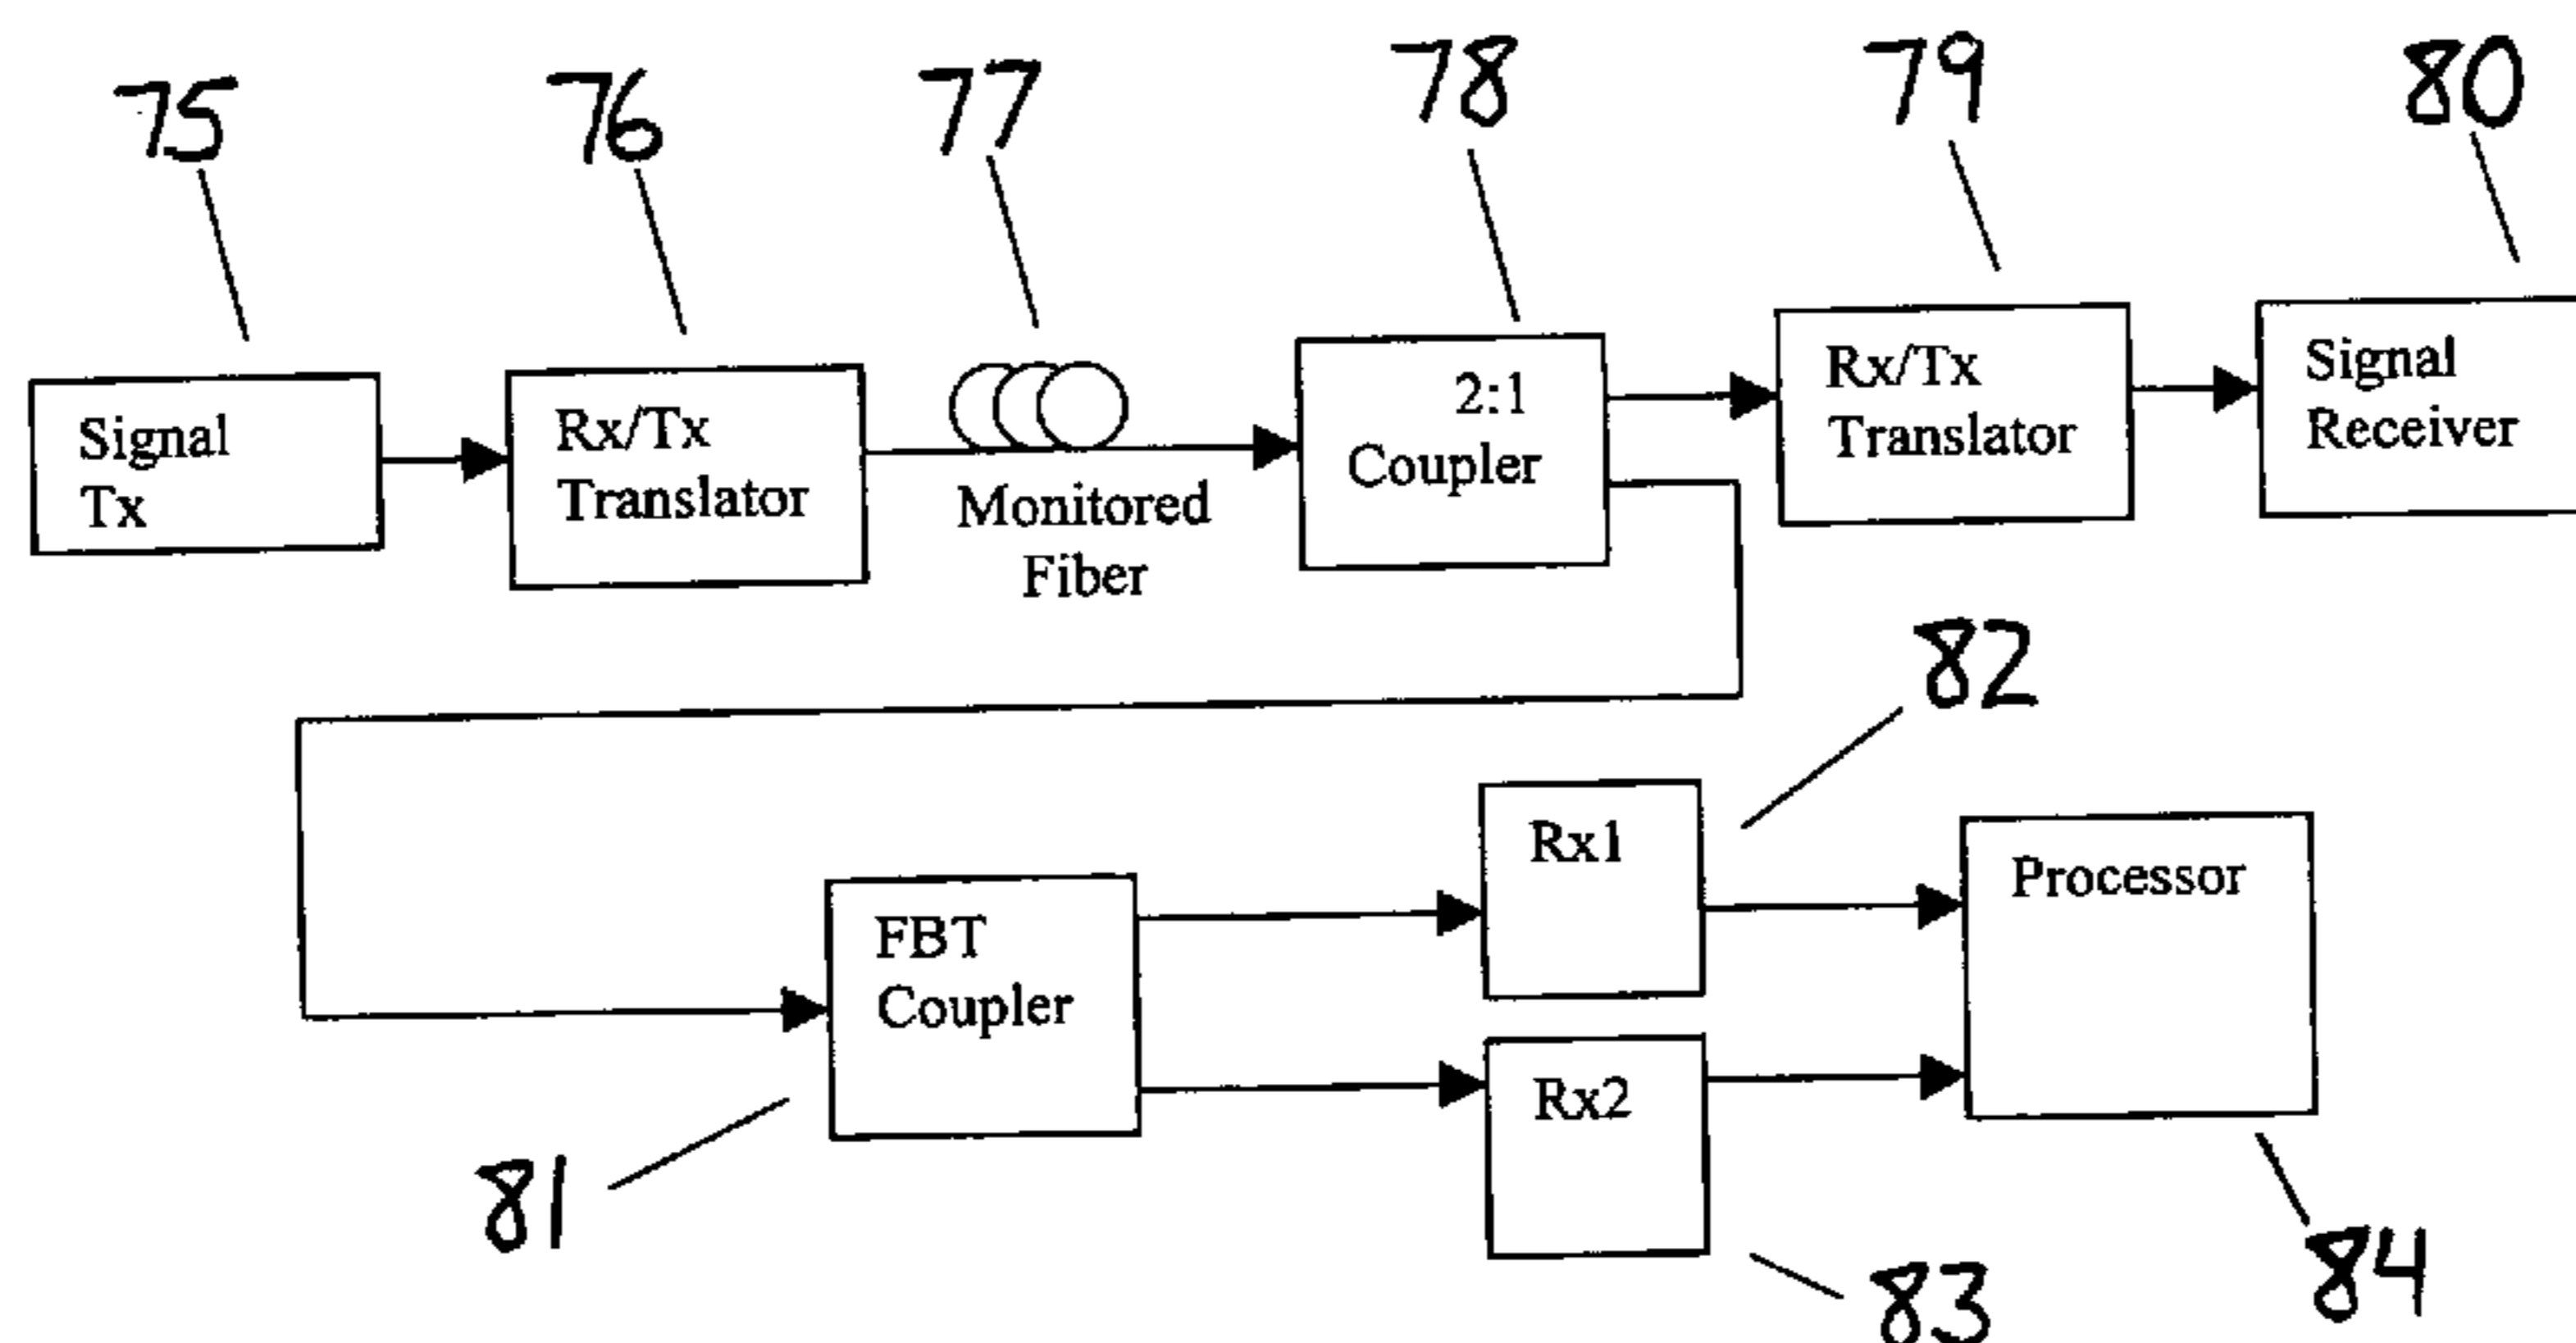 75
76
77
78
79
80
Signal
Tx
Rx/Tx
Translator
Monitored
Fiber
2:1
Coupler
Rx/Tx
Translator
Signal
Receiver
82
FBT
Coupler
Rx1
Processor
Rx2
81
83
84